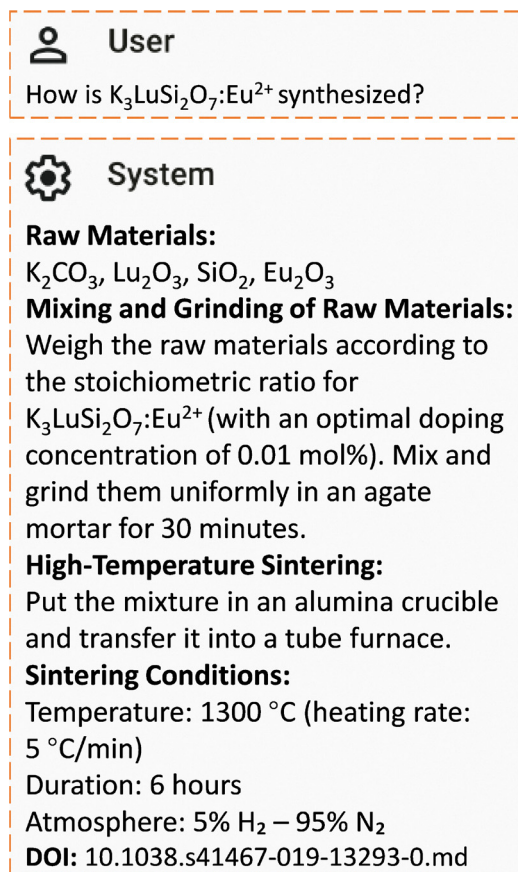 User
How is K₃LuSi₂O₇:Eu²⁺ synthesized?
System
Raw Materials:
K₂CO₃, Lu₂O₃, SiO₂, Eu₂O₃
Mixing and Grinding of Raw Materials:
Weigh the raw materials according to
the stoichiometric ratio for
K₃LuSi₂O₇:Eu²⁺ (with an optimal doping
concentration of 0.01 mol%). Mix and
grind them uniformly in an agate
mortar for 30 minutes.
High-Temperature Sintering:
Put the mixture in an alumina crucible
and transfer it into a tube furnace.
Sintering Conditions:
Temperature: 1300 °C (heating rate:
5 °C/min)
Duration: 6 hours
Atmosphere: 5% H₂ – 95% N₂
DOI: 10.1038.s41467-019-13293-0.md